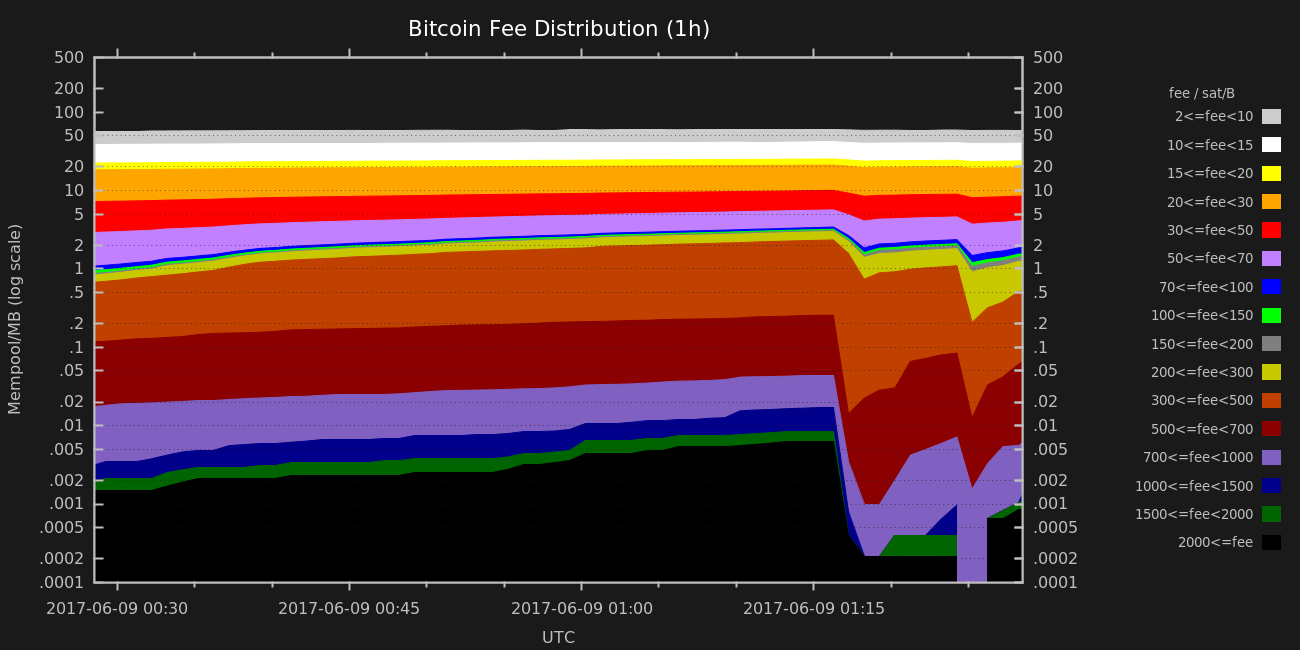 Bitcoin Fee Distribution (1h)
500 500
200 200
100 100
50 50
20 20
10 10
5 5
2 2
1 1
.5 .5
.2 .2
.1 .1
.05 .05
.02 .02
.01 .01
.005 .005
.002 .002
.001 .001
.0005 .0005
.0002 .0002
.0001 .0001
Mempool/MB (log scale)
2017-06-09 00:30 2017-06-09 00:45 2017-06-09 01:00 2017-06-09 01:15
UTC
fee / sat/B
2<=fee<10
10<=fee<15
15<=fee<20
20<=fee<30
30<=fee<50
50<=fee<70
70<=fee<100
100<=fee<150
150<=fee<200
200<=fee<300
300<=fee<500
500<=fee<700
700<=fee<1000
1000<=fee<1500
1500<=fee<2000
2000<=fee